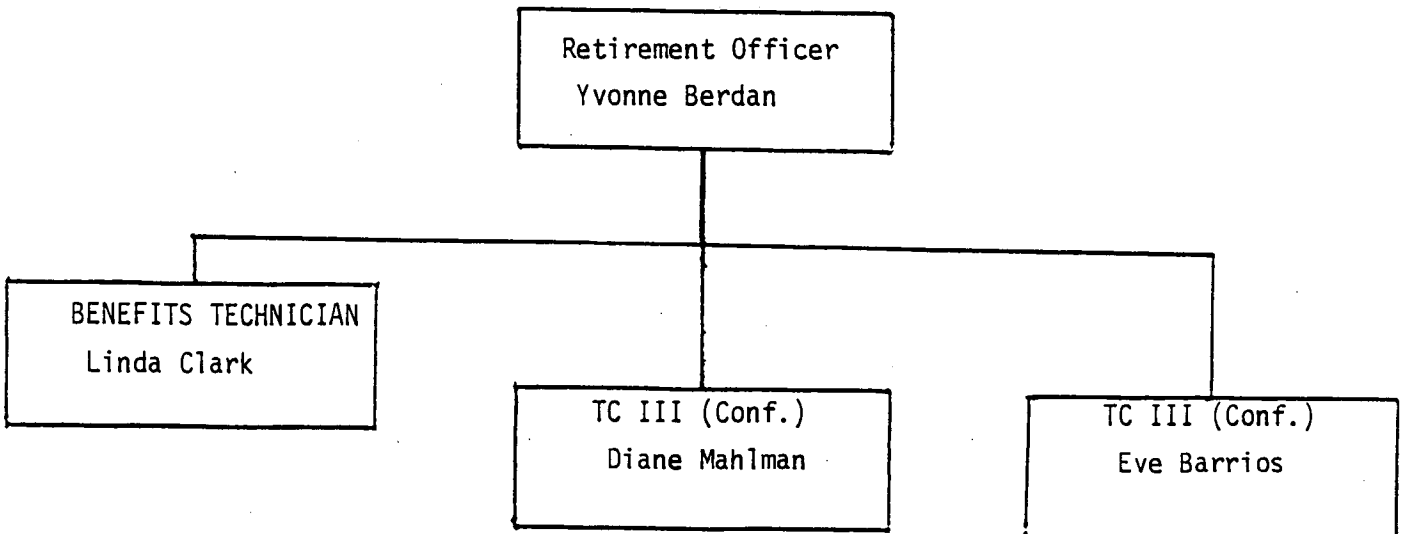 Retirement Officer
Yvonne Berdan
BENEFITS TECHNICIAN
Linda Clark
TC III (Conf.)
Diane Mahlman
TC III (Conf.)
Eve Barrios